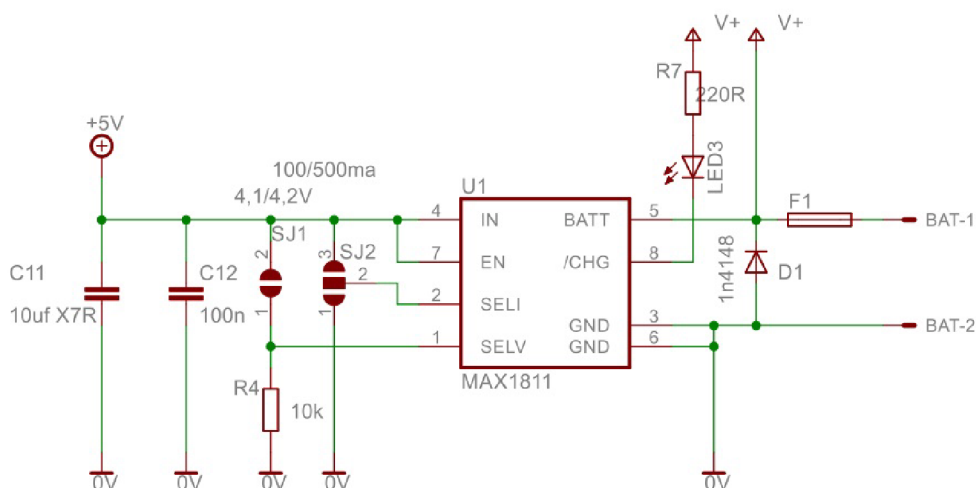 V+
V+
R7
220R
+5V
LED3
100/500ma
4,1/4,2V
U1
F1
4
IN
BATT
5
BAT-1
SJ1
SJ2
2
3
7
EN
/CHG
8
1n4148
D1
C11
C12
2
10uf X7R
100n
1
1
2
SELI
GND
3
BAT-2
1
SELV
GND
6
R4
MAX1811
10k
0V
0V
0V
0V
0V